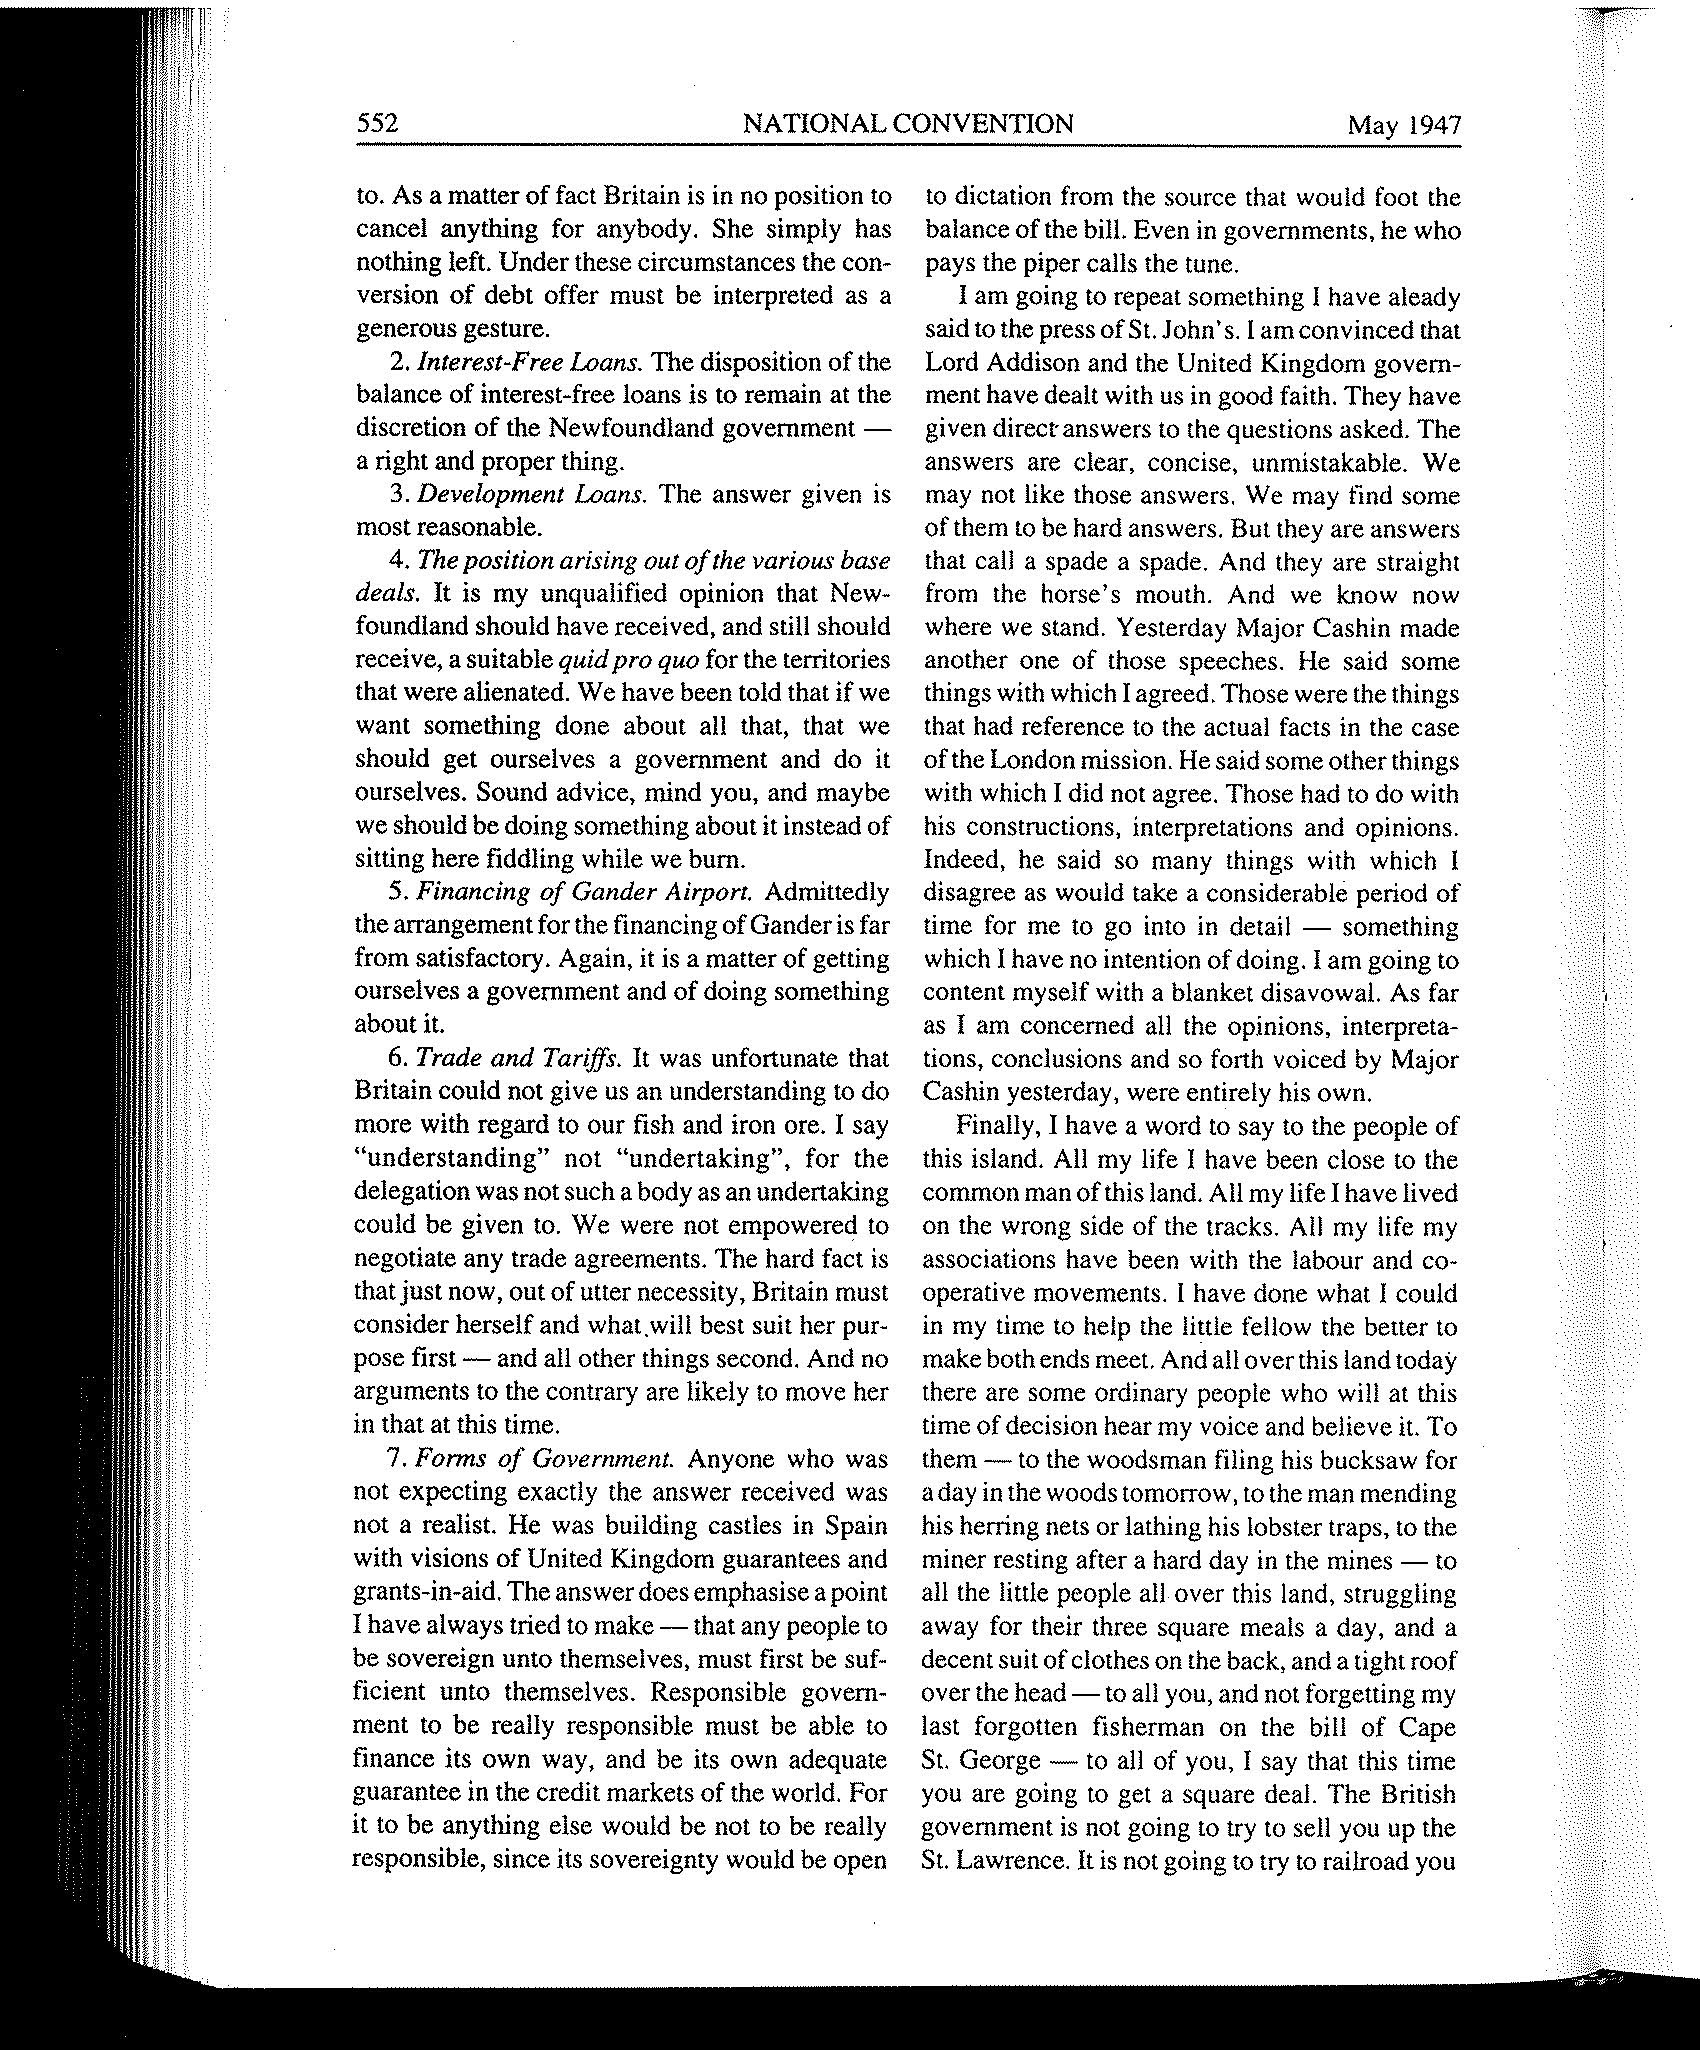 552 NATIONAL CONVENTION May 1947
to. As a matter of fact Britain is in no position to
cancel anything for anybody. She simply has
nothing left. Under these circumstances the con-
version of debt offer must be interpreted as a
generous gesture.
2. Interest-Free Loans. The disposition of the
balance of interest-free loans is to remain at the
discretion of the Newfoundland government —
a right and proper thing.
3. Development Loans. The answer given is
most reasonable.
4. The position arising out of the various base
deals. It is my unqualified opinion that New-
foundland should have received, and still should
receive, a suitable quid pro quo for the territories
that were alienated. We have been told that if we
want something done about all that, that we
should get ourselves a government and do it
ourselves. Sound advice, mind you, and maybe
we should be doing something about it instead of
sitting here fiddling while we burn.
5. Financing of Gander Airport. Admittedly
the arrangement for the financing of Gander is far
from satisfactory. Again, it is a matter of getting
ourselves a government and of doing something
about it.
6. Trade and Tariffs. It was unfortunate that
Britain could not give us an understanding to do
more with regard to our fish and iron ore. I say
“understanding” not “undertaking”, for the
delegation was not such a body as an undertaking
could be given to. We were not empowered to
negotiate any trade agreements. The hard fact is
that just now, out of utter necessity, Britain must
consider herself and what will best suit her pur-
pose first — and all other things second. And no
arguments to the contrary are likely to move her
in that at this time.
7. Forms of Government. Anyone who was
not expecting exactly the answer received was
not a realist. He was building castles in Spain
with visions of United Kingdom guarantees and
grants-in-aid. The answer does emphasise a point
I have always tried to make — that any people to
be sovereign unto themselves, must first be suf-
ficient unto themselves. Responsible govern-
ment to be really responsible must be able to
finance its own way, and be its own adequate
guarantee in the credit markets of the world. For
it to be anything else would be not to be really
responsible, since its sovereignty would be open
to dictation from the source that would foot the
balance of the bill. Even in governments, he who
pays the piper calls the tune.
I am going to repeat something I have aleady
said to the press of St. John's. I am convinced that
Lord Addison and the United Kingdom govern-
ment have dealt with us in good faith. They have
given direct answers to the questions asked. The
answers are clear, concise, unmistakable. We
may not like those answers. We may find some
of them to be hard answers. But they are answers
that call a spade a spade. And they are straight
from the horse's mouth. And we know now
where we stand. Yesterday Major Cashin made
another one of those speeches. He said some
things with which I agreed. Those were the things
that had reference to the actual facts in the case
of the London mission. He said some other things
with which I did not agree. Those had to do with
his constructions, interpretations and opinions.
Indeed, he said so many things with which I
disagree as would take a considerable period of
time for me to go into in detail — something
which I have no intention of doing. I am going to
content myself with a blanket disavowal. As far
as I am concerned all the opinions, interpreta-
tions, conclusions and so forth voiced by Major
Cashin yesterday, were entirely his own.
Finally, I have a word to say to the people of
this island. All my life I have been close to the
common man of this land. All my life I have lived
on the wrong side of the tracks. All my life my
associations have been with the labour and co-
operative movements. I have done what I could
in my time to help the little fellow the better to
make both ends meet. And all over this land today
there are some ordinary people who will at this
time of decision hear my voice and believe it. To
them — to the woodsman filing his bucksaw for
a day in the woods tomorrow, to the man mending
his herring nets or lathing his lobster traps, to the
miner resting after a hard day in the mines — to
all the little people all over this land, struggling
away for their three square meals a day, and a
decent suit of clothes on the back, and a tight roof
over the head — to all you, and not forgetting my
last forgotten fisherman on the bill of Cape
St. George — to all of you, I say that this time
you are going to get a square deal. The British
government is not going to try to sell you up the
St. Lawrence. It is not going to try to railroad you